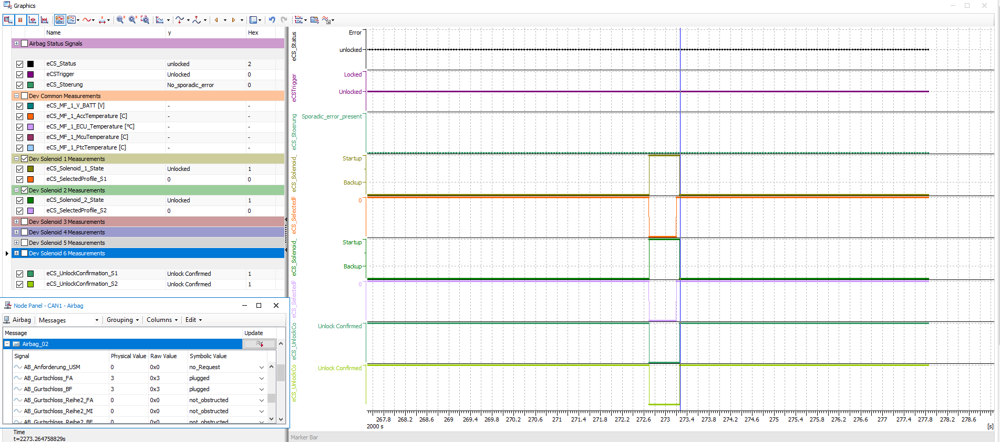 Graphics
Name y Hex
Airbag Status Signals
eCS_Status unlocked 2
eCSTrigger Unlocked 0
eCS_Stoerung No_sporadic_error 0
Dev Common Measurements
eCS_MF_1_V_BATT [V] - -
eCS_MF_1_AccTemperature [C] - -
eCS_MF_1_ECU_Temperature [°C] - -
eCS_MF_1_McuTemperature [C] - -
eCS_MF_1_PtcTemperature [C] - -
Dev Solenoid 1 Measurements
eCS_Solenoid_1_State Unlocked 1
eCS_SelectedProfile_S1 0 0
Dev Solenoid 2 Measurements
eCS_Solenoid_2_State Unlocked 1
eCS_SelectedProfile_S2 0 0
Dev Solenoid 3 Measurements
Dev Solenoid 4 Measurements
Dev Solenoid 5 Measurements
Dev Solenoid 6 Measurements
eCS_UnlockConfirmation_S1 Unlock Confirmed 1
eCS_UnlockConfirmation_S2 Unlock Confirmed 1
Node Panel - CAN1 - Airbag
Airbag Messages Grouping Columns Edit
Message Update
Airbag_02
Signal Physical Value Raw Value Symbolic Value
AB_Anforderung_USM 0 0x0 no_Request
AB_Gurtschloss_FA 3 0x3 plugged
AB_Gurtschloss_BF 3 0x3 plugged
AB_Gurtschloss_Reihe2_FA 0 0x0 not_obstructed
AB_Gurtschloss_Reihe2_MI 0 0x0 not_obstructed
AB_Gurtschloss_Reihe2_BF 0 0x0 not_obstructed
Time
t=2273.264758829s
eCS_Status
Error
unlocked
eCSTrigger
Locked
Unlocked
eCS_Stoerung
Sporadic_error_present
eCS_Solenoid_
Startup
Backup
eCS_SelectedF
0
eCS_Solenoid_
Startup
Backup
eCS_SelectedF
0
eCS_UnlockCo
Unlock Confirmed
eCS_UnlockCo
Unlock Confirmed
267.8 268.2 268.6 269 269.4 269.8 270.2 270.6 271 271.4 271.8 272.2 272.6 273 273.4 273.8 274.2 274.6 275 275.4 275.8 276.2 276.6 277 277.4 277.8 278.2 278.6
2000 s [s]
Marker Bar